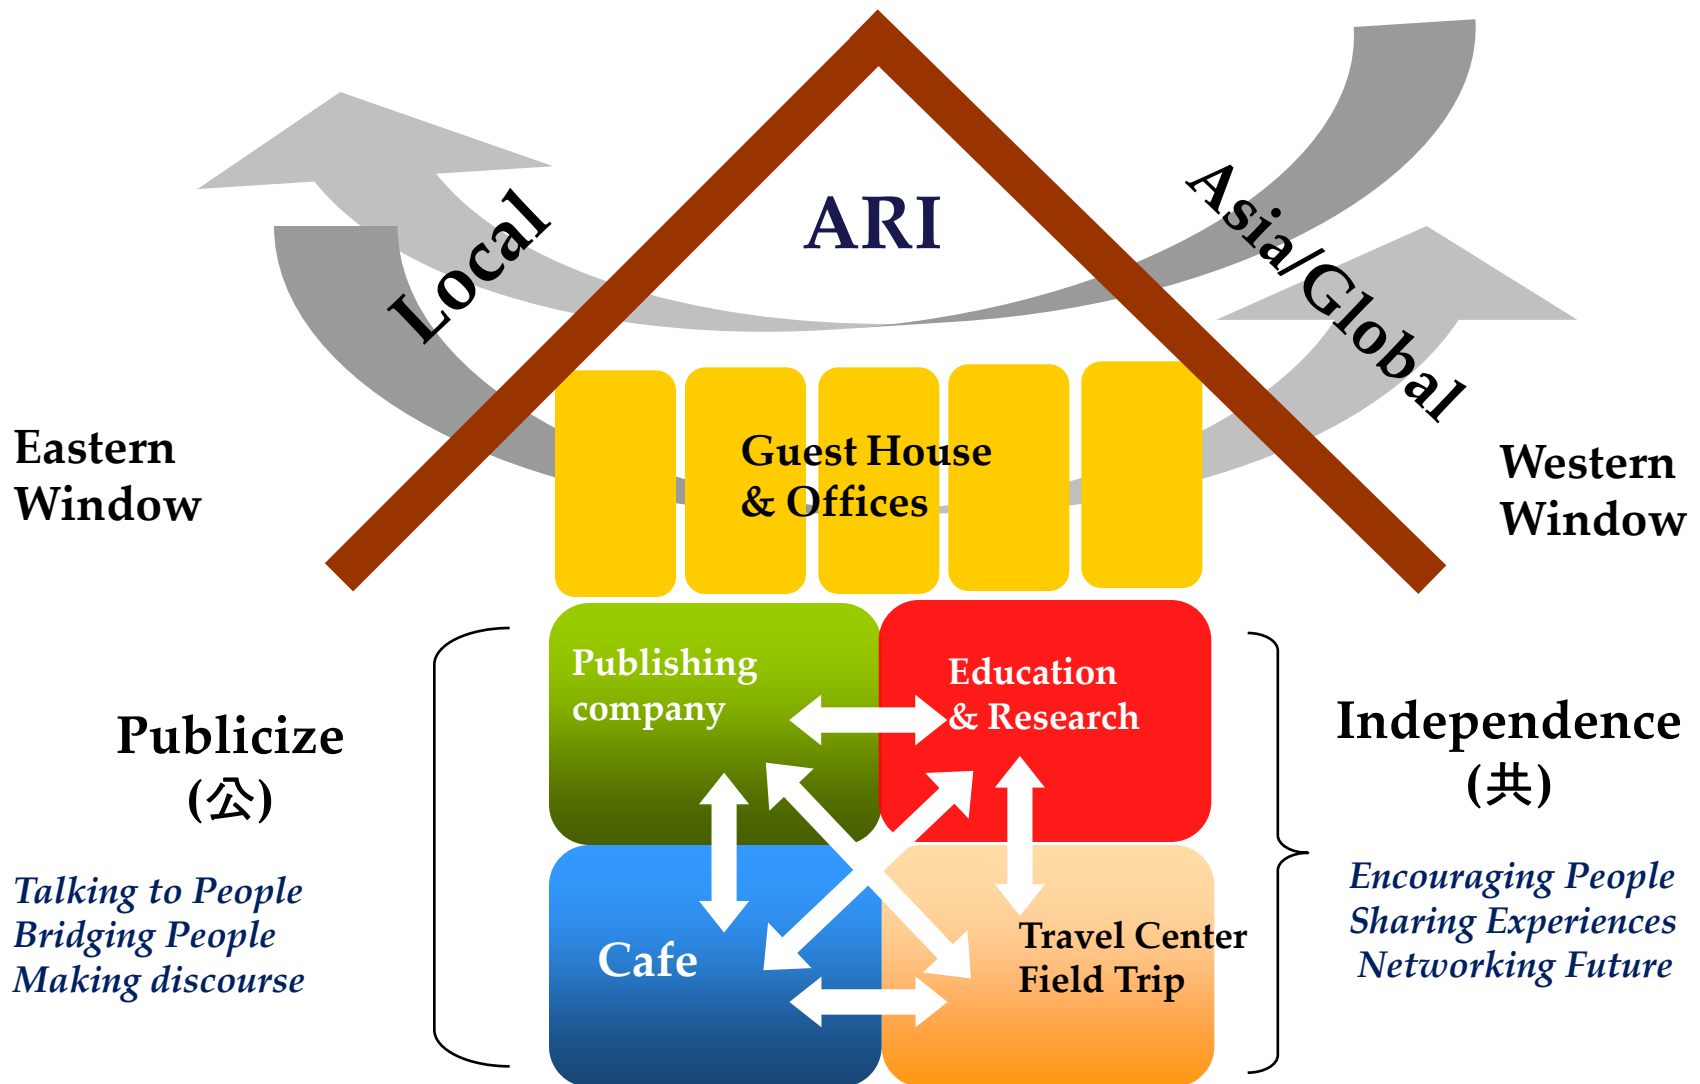 ARI
Local
Asia/Global
Eastern
Window
Western
Window
Guest House
& Offices
Publishing
company
Education
& Research
Publicize
(公)
Independence
(共)
Talking to People
Bridging People
Making discourse
Encouraging People
Sharing Experiences
Networking Future
Cafe
Travel Center
Field Trip